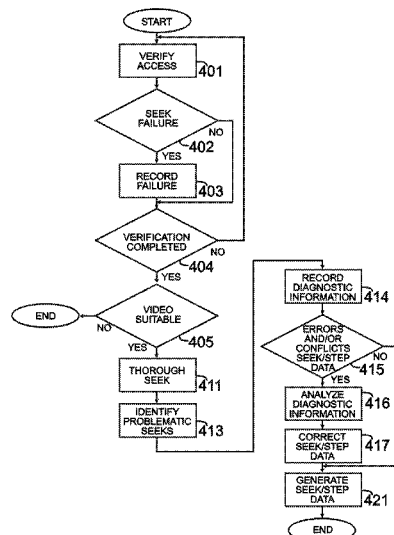 START
VERIFY
ACCESS
401
SEEK
FAILURE
NO
402
YES
RECORD
FAILURE
403
VERIFICATION
COMPLETED
NO
404
YES
END
VIDEO
SUITABLE
NO
405
YES
THOROUGH
SEEK
411
IDENTIFY
PROBLEMATIC
SEEKS
413
RECORD
DIAGNOSTIC
INFORMATION
414
ERRORS
AND/OR
CONFLICTS
SEEK/STEP
DATA
NO
415
YES
ANALYZE
DIAGNOSTIC
INFORMATION
416
CORRECT
SEEK/STEP
DATA
417
GENERATE
SEEK/STEP
DATA
421
END